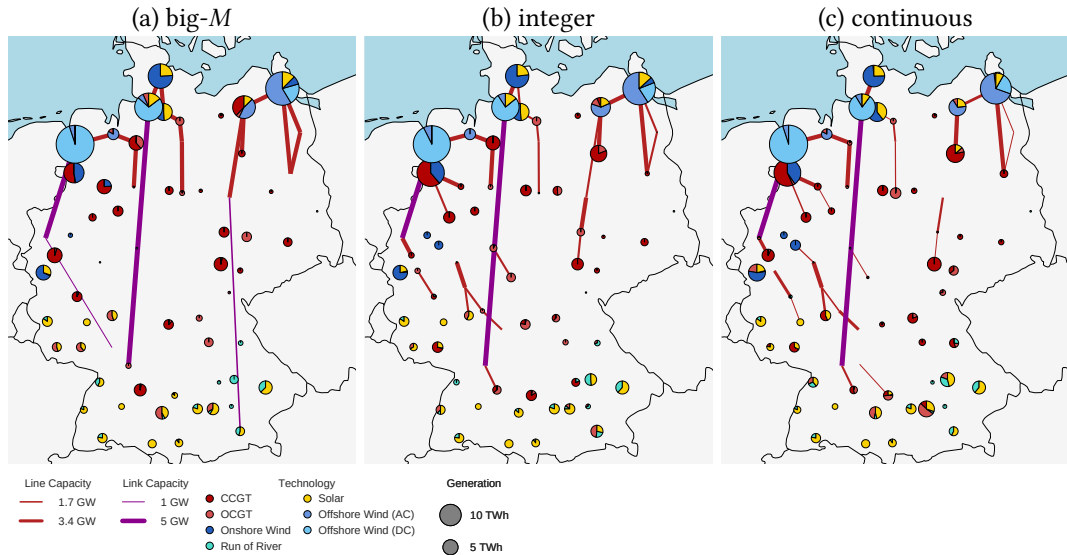 (a) big-M
(b) integer
(c) continuous
Line Capacity
1.7 GW
3.4 GW
Link Capacity
1 GW
5 GW
Technology
CCGT
OCGT
Onshore Wind
Run of River
Solar
Offshore Wind (AC)
Offshore Wind (DC)
Generation
10 TWh
5 TWh